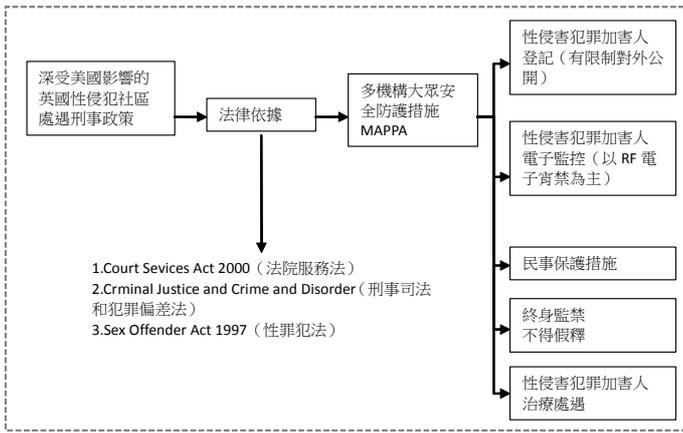 深受美國影響的
英國性侵犯社區
處遇刑事政策
法律依據
多機構大眾安
全防護措施
MAPPA
性侵害犯罪加害人
登記（有限制對外公
開）
性侵害犯罪加害人
電子監控（以 RF 電
子宵禁為主）
民事保護措施
終身監禁
不得假釋
性侵害犯罪加害人
治療處遇
1.Court Sevices Act 2000（法院服務法）
2.Crminal Justice and Crime and Disorder（刑事司法
和犯罪偏差法）
3.Sex Offender Act 1997（性罪犯法）